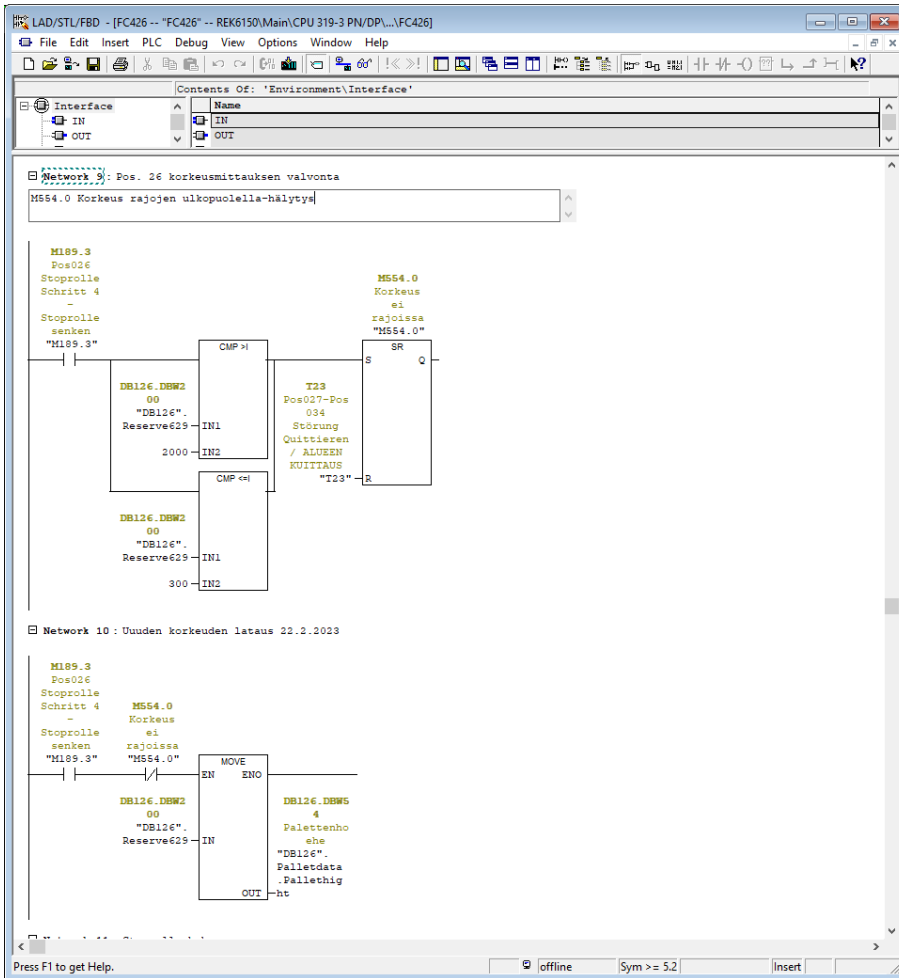 LAD/STL/FBD - [FC426 -- "FC426" -- REK6150\Main\CPU 319-3 PN/DP\...\FC426]
File Edit Insert PLC Debug View Options Window Help
Contents Of: 'Environment\Interface'
Interface
IN
OUT
Name
IN
OUT
Network 9: Pos. 26 korkeusmittauksen valvonta
M554.0 Korkeus rajojen ulkopuolella-hälytys
M189.3
Pos026
Stoprolle
Schritt 4
-
Stoprolle
senken
"M189.3"
CMP >I
DB126.DBW2
00
"DB126".
Reserve629
IN1
2000
IN2
CMP <=I
DB126.DBW2
00
"DB126".
Reserve629
IN1
300
IN2
M554.0
Korkeus
ei
rajoissa
"M554.0"
SR
S Q
T23
Pos027-Pos
034
Störung
Quittieren
/ ALUEEN
KUITTAUS
"T23"
R
Network 10 : Uuuden korkeuden lataus 22.2.2023
M189.3
Pos026
Stoprolle
Schritt 4
-
Stoprolle
senken
"M189.3"
M554.0
Korkeus
ei
rajoissa
"M554.0"
MOVE
EN ENO
DB126.DBW2
00
"DB126".
Reserve629
IN
OUT
DB126.DBW5
4
Palettenho
ehe
"DB126".
Palletdata
.Pallethig
ht
Press F1 to get Help.
offline
Sym >= 5.2
Insert